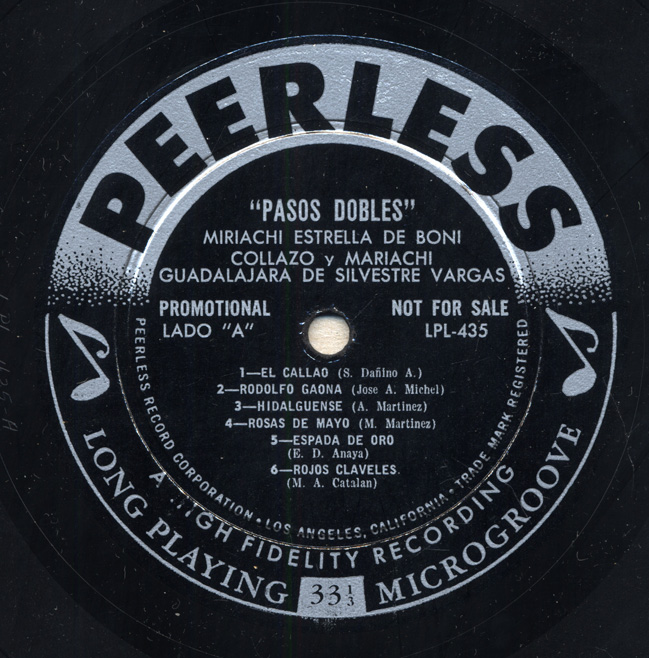 PEERLESS
"PASOS DOBLES"
MIRIACHI ESTRELLA DE BONI
COLLAZO y MARIACHI
GUADALAJARA DE SILVESTRE VARGAS
PROMOTIONAL NOT FOR SALE
LADO "A" LPL-435
1—EL CALLAO (S. Dañino A.)
2—RODOLFO GAONA (Jose A. Michel)
3—HIDALGUENSE (A. Martinez)
4—ROSAS DE MAYO (M. Martinez)
5—ESPADA DE ORO
(E. D. Anaya)
6—ROJOS CLAVELES
(M. A. Catalan)
PEERLESS RECORD CORPORATION • LOS ANGELES, CALIFORNIA • TRADE MARK REGISTERED
A HIGH FIDELITY RECORDING
LONG PLAYING 33 1/3 MICROGROOVE